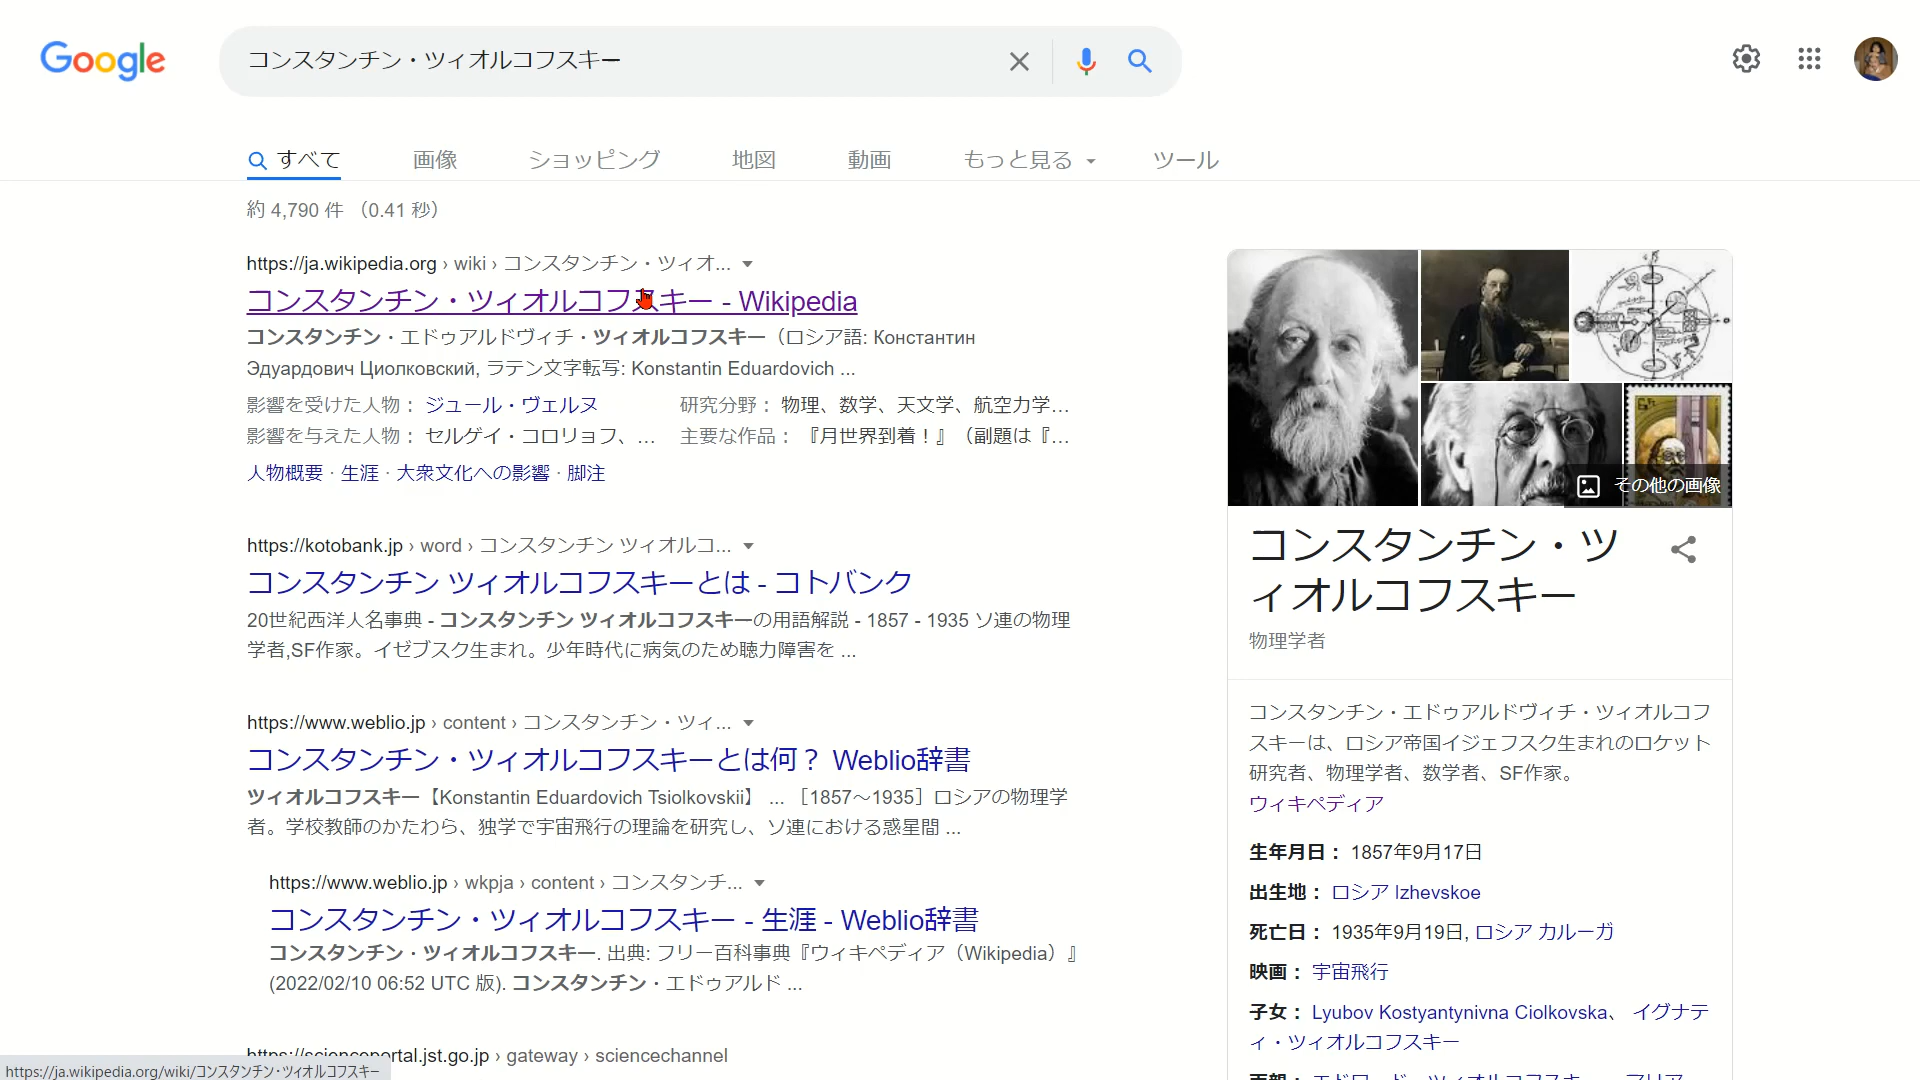 Google
コンスタンチン・ツィオルコフスキー
すべて 画像 ショッピング 地図 動画 もっと見る ツール
約 4,790 件 （0.41 秒）
https://ja.wikipedia.org › wiki › コンスタンチン・ツィオ...
コンスタンチン・ツィオルコフスキー - Wikipedia
コンスタンチン・エドゥアルドヴィチ・ツィオルコフスキー（ロシア語: Константин
Эдуардович Циолковский, ラテン文字転写: Konstantin Eduardovich ...
影響を受けた人物： ジュール・ヴェルヌ 研究分野： 物理、数学、天文学、航空力学...
影響を与えた人物： セルゲイ・コロリョフ、... 主要な作品： 『月世界到着！』（副題は『...
人物概要 · 生涯 · 大衆文化への影響 · 脚注
https://kotobank.jp › word › コンスタンチン ツィオルコ...
コンスタンチン ツィオルコフスキーとは - コトバンク
20世紀西洋人名事典 - コンスタンチン ツィオルコフスキーの用語解説 - 1857 - 1935 ソ連の物理
学者,SF作家。イゼブスク生まれ。少年時代に病気のため聴力障害を ...
https://www.weblio.jp › content › コンスタンチン・ツィ...
コンスタンチン・ツィオルコフスキーとは何？ Weblio辞書
ツィオルコフスキー【Konstantin Eduardovich Tsiolkovskii】 ... ［1857～1935］ロシアの物理学
者。学校教師のかたわら、独学で宇宙飛行の理論を研究し、ソ連における惑星間 ...
https://www.weblio.jp › wkpja › content › コンスタンチ...
コンスタンチン・ツィオルコフスキー - 生涯 - Weblio辞書
コンスタンチン・ツィオルコフスキー. 出典: フリー百科事典『ウィキペディア（Wikipedia）』
(2022/02/10 06:52 UTC 版). コンスタンチン・エドゥアルド ...
https://scienceportal.jst.go.jp › gateway › sciencechannel
https://ja.wikipedia.org/wiki/コンスタンチン・ツィオルコフスキー
その他の画像
コンスタンチン・ツ
ィオルコフスキー
物理学者
コンスタンチン・エドゥアルドヴィチ・ツィオルコフ
スキーは、ロシア帝国イジェフスク生まれのロケット
研究者、物理学者、数学者、SF作家。
ウィキペディア
生年月日： 1857年9月17日
出生地： ロシア Izhevskoe
死亡日： 1935年9月19日, ロシア カルーガ
映画： 宇宙飛行
子女： Lyubov Kostyantynivna Ciolkovska、 イグナテ
ィ・ツィオルコフスキー